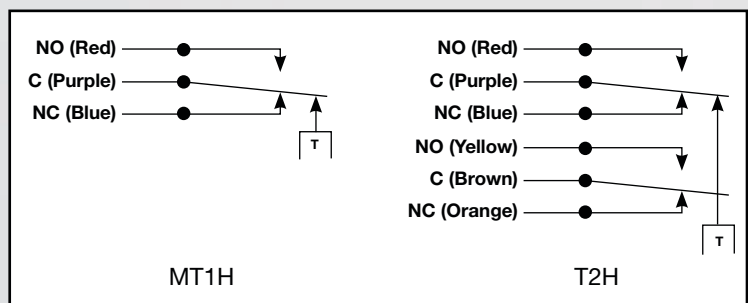 NO (Red)
C (Purple)
NC (Blue)
T
MT1H
NO (Red)
C (Purple)
NC (Blue)
NO (Yellow)
C (Brown)
NC (Orange)
T
T2H